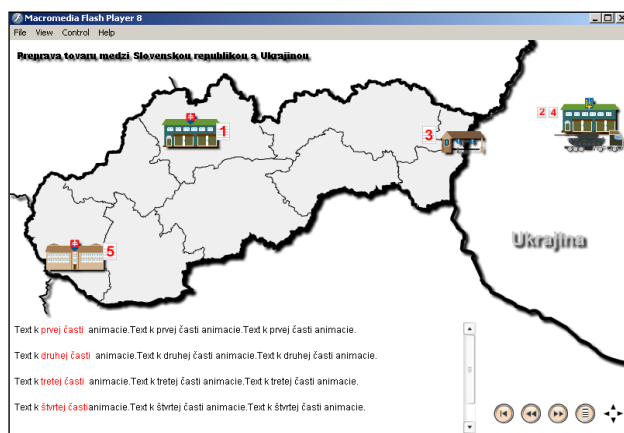 Macromedia Flash Player 8
File View Control Help
Preprava tovaru medzi Slovenskou republikou a Ukrajinou
1
3
2 4
5
Ukrajina
Text k prvej časti animacie.Text k prvej časti animacie.Text k prvej časti animacie.
Text k druhej časti animacie.Text k druhej časti animacie.Text k druhej časti animacie.
Text k tretej časti animacie.Text k tretej časti animacie.Text k tretej časti animacie.
Text k štvrtej častianimacie.Text k štvrtej časti animacie.Text k štvrtej časti animacie.